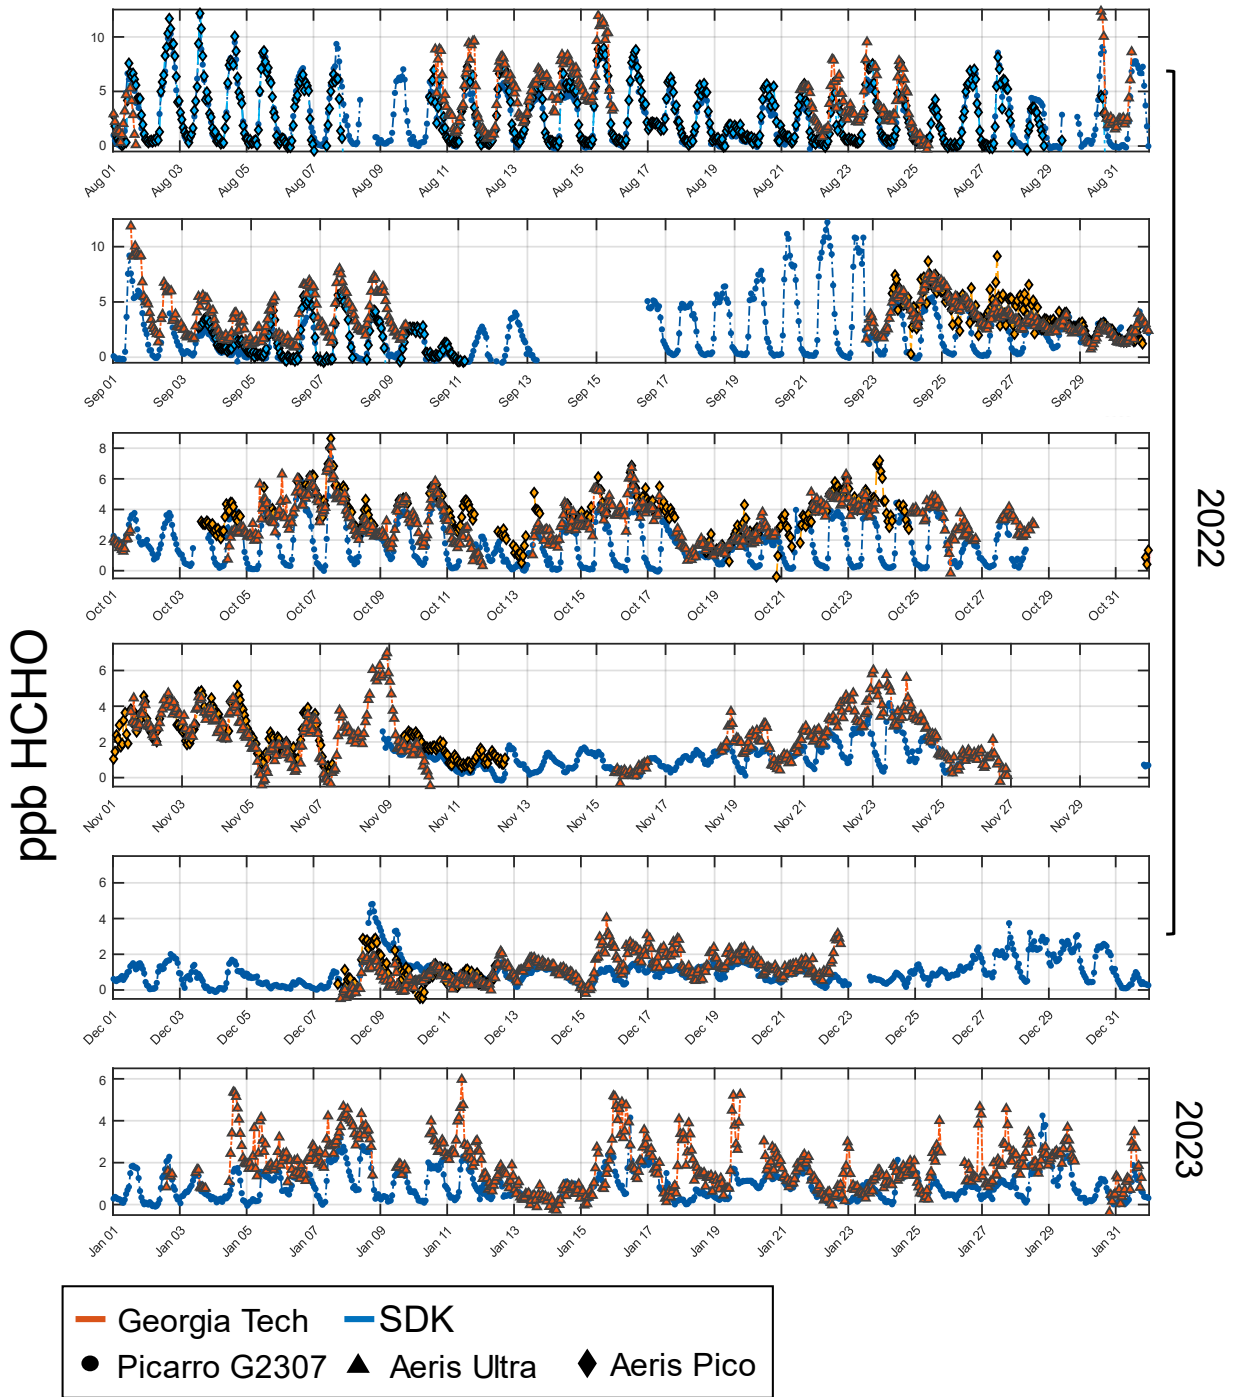 10
5
0
Aug 01
Aug 03
Aug 05
Aug 07
Aug 09
Aug 11
Aug 13
Aug 15
Aug 17
Aug 19
Aug 21
Aug 23
Aug 25
Aug 27
Aug 29
Aug 31
10
5
0
Sep 01
Sep 03
Sep 05
Sep 07
Sep 09
Sep 11
Sep 13
Sep 15
Sep 17
Sep 19
Sep 21
Sep 23
Sep 25
Sep 27
Sep 29
8
6
4
2
0
Oct 01
Oct 03
Oct 05
Oct 07
Oct 09
Oct 11
Oct 13
Oct 15
Oct 17
Oct 19
Oct 21
Oct 23
Oct 25
Oct 27
Oct 29
Oct 31
2022
ppb HCHO
6
4
2
0
Nov 01
Nov 03
Nov 05
Nov 07
Nov 09
Nov 11
Nov 13
Nov 15
Nov 17
Nov 19
Nov 21
Nov 23
Nov 25
Nov 27
Nov 29
6
4
2
0
Dec 01
Dec 03
Dec 05
Dec 07
Dec 09
Dec 11
Dec 13
Dec 15
Dec 17
Dec 19
Dec 21
Dec 23
Dec 25
Dec 27
Dec 29
Dec 31
6
4
2
0
Jan 01
Jan 03
Jan 05
Jan 07
Jan 09
Jan 11
Jan 13
Jan 15
Jan 17
Jan 19
Jan 21
Jan 23
Jan 25
Jan 27
Jan 29
Jan 31
2023
Georgia Tech SDK
Picarro G2307 Aeris Ultra Aeris Pico